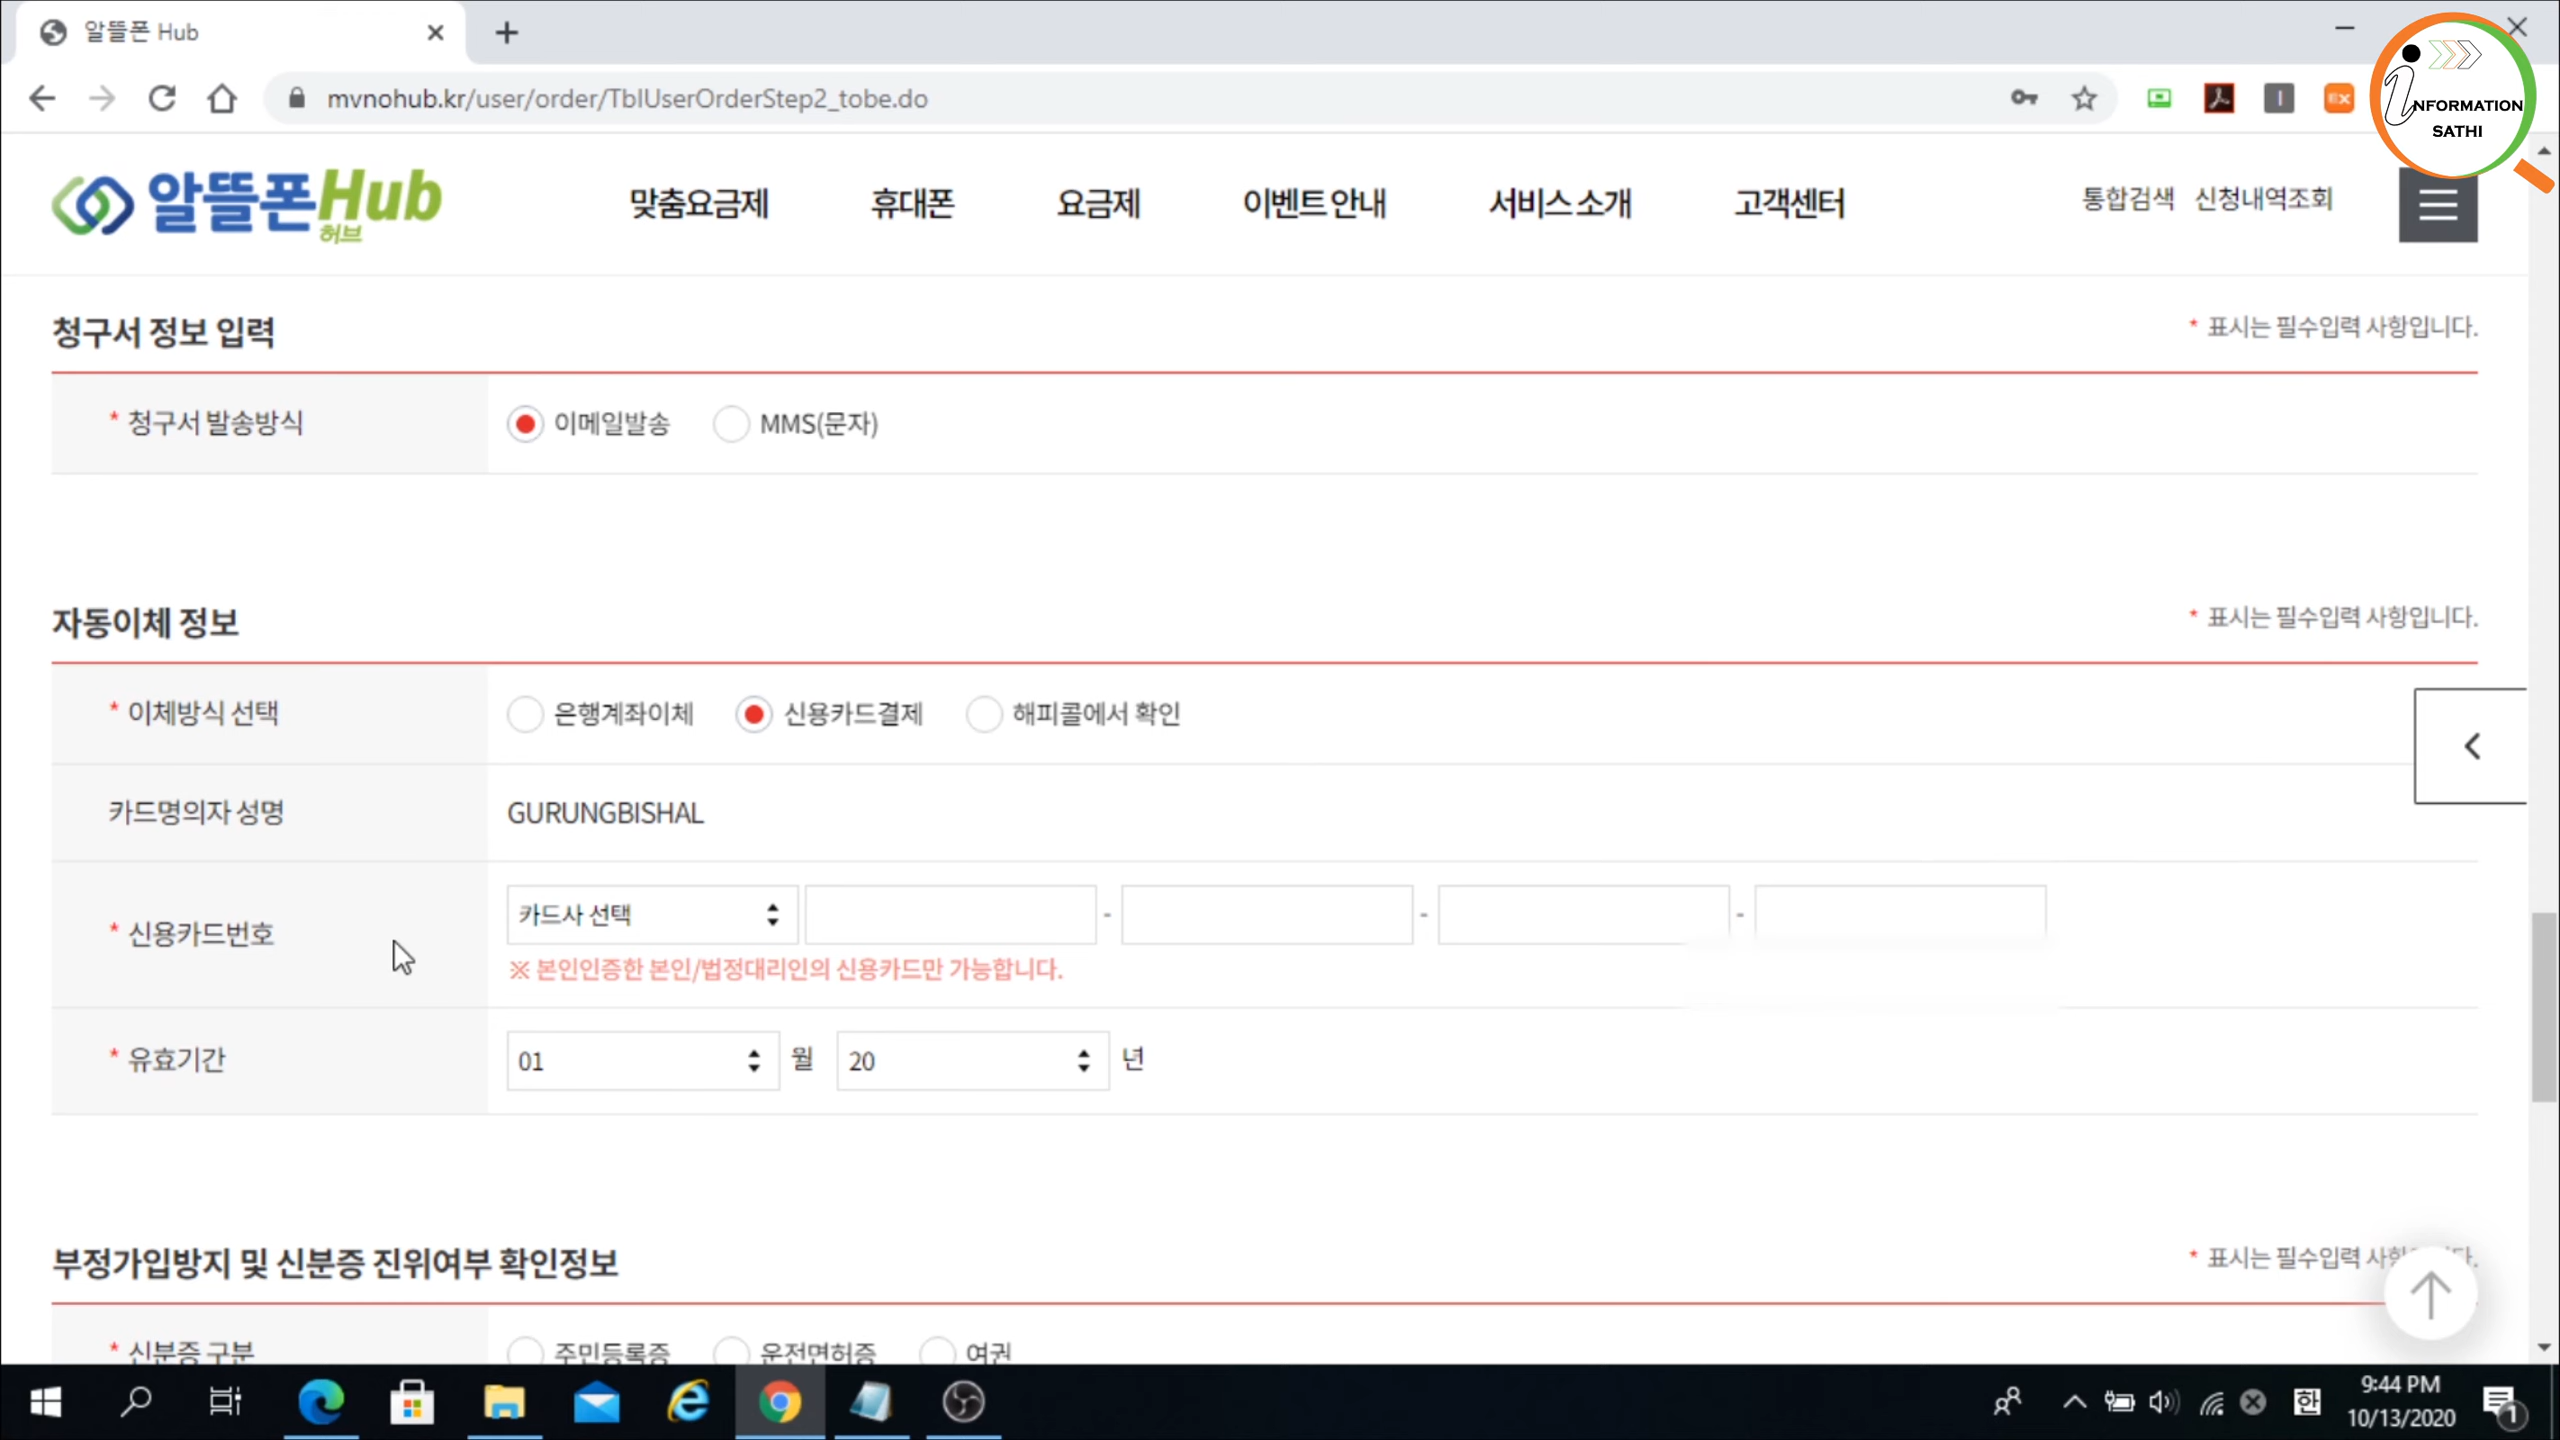 알뜰폰 Hub
mvnohub.kr/user/order/TblUserOrderStep2_tobe.do
iNFORMATION
SATHI
알뜰폰Hub
허브
맞춤요금제 휴대폰 요금제 이벤트 안내 서비스 소개 고객센터
통합검색 신청내역조회
청구서 정보 입력
* 표시는 필수입력 사항입니다.
* 청구서 발송방식
이메일발송 MMS(문자)
자동이체 정보
* 표시는 필수입력 사항입니다.
* 이체방식 선택
은행계좌이체 신용카드결제 해피콜에서 확인
카드명의자 성명
GURUNGBISHAL
* 신용카드번호
카드사 선택 - - -
※ 본인인증한 본인/법정대리인의 신용카드만 가능합니다.
* 유효기간
01 월 20 년
부정가입방지 및 신분증 진위여부 확인정보
* 표시는 필수입력
* 신분증 구분
주민등록증 운전면허증 여권
한
9:44 PM
10/13/2020
1